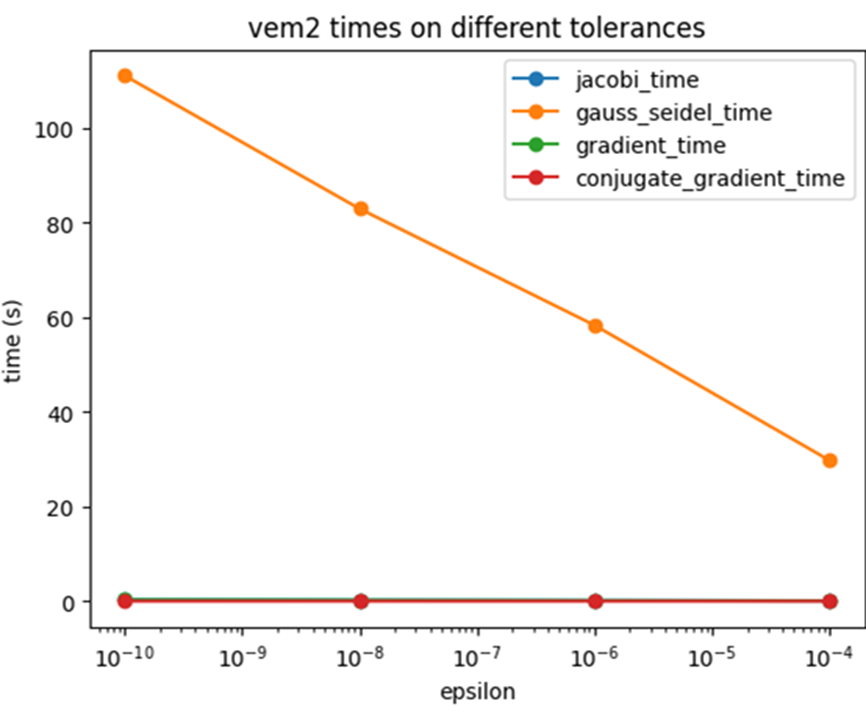 vem2 times on different tolerances
jacobi_time
gauss_seidel_time
gradient_time
conjugate_gradient_time
100
80
60
40
20
0
time (s)
10⁻¹⁰ 10⁻⁹ 10⁻⁸ 10⁻⁷ 10⁻⁶ 10⁻⁵ 10⁻⁴
epsilon